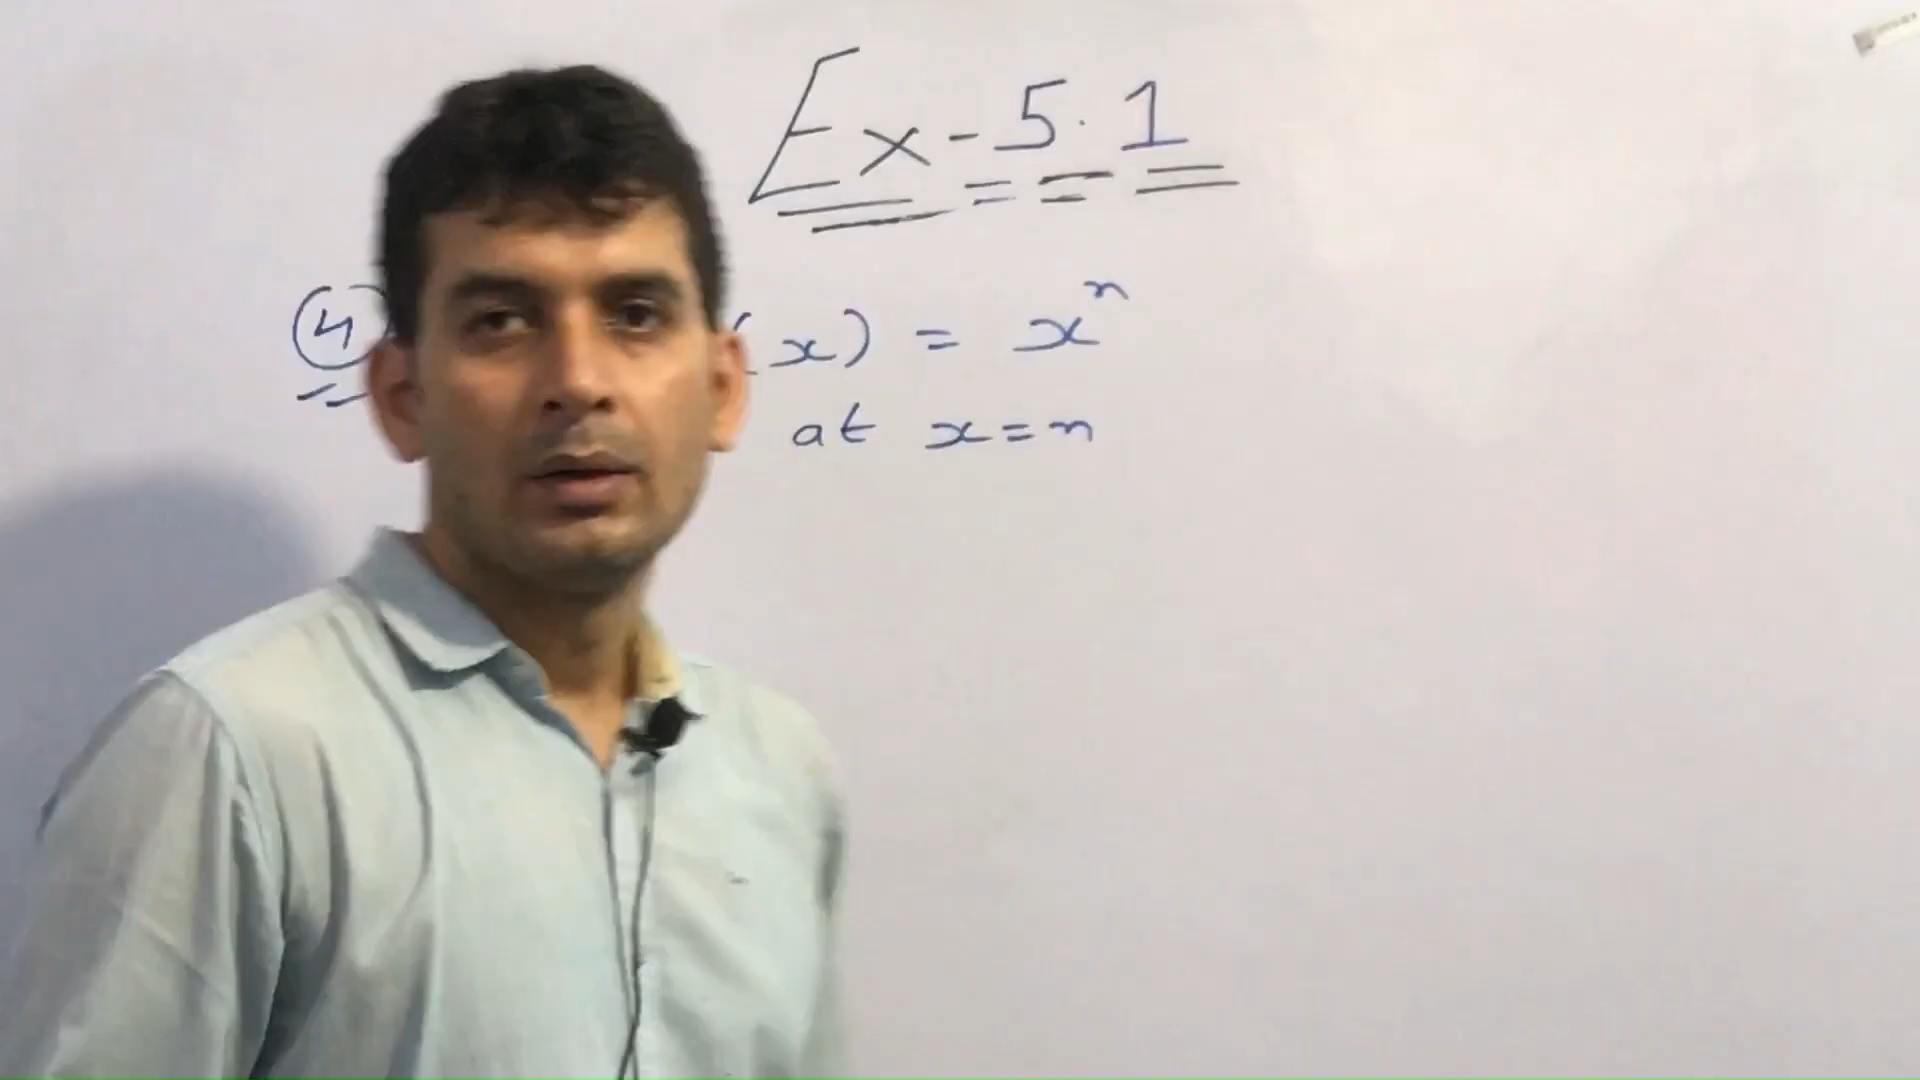 Ex-5.1
4 (x) = xⁿ
at x=n